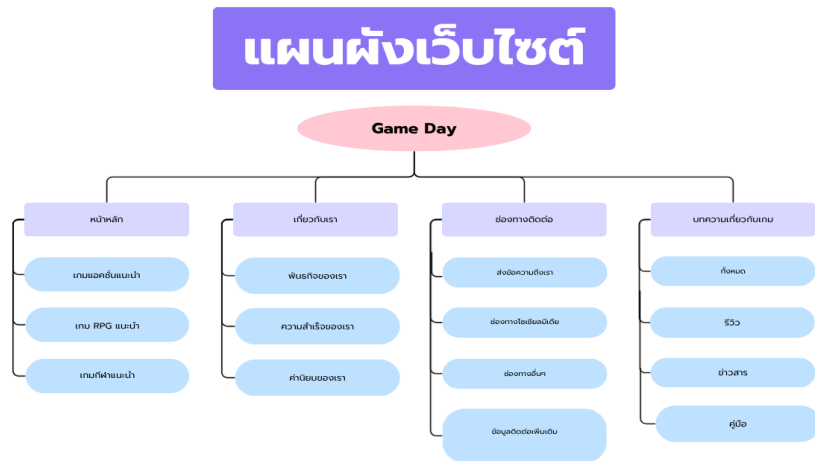 แผนผังเว็บไซต์
Game Day
หน้าหลัก
เกมแอคชั่นแนะนำ
เกม RPG แนะนำ
เกมกีฬาแนะนำ
เกี่ยวกับเรา
พันธกิจของเรา
ความสำเร็จของเรา
ค่านิยมของเรา
ช่องทางติดต่อ
ส่งข้อความถึงเรา
ช่องทางโซเชียลมีเดีย
ช่องทางอื่นๆ
ข้อมูลติดต่อเพิ่มเติม
บทความเกี่ยวกับเกม
ทั้งหมด
รีวิว
ข่าวสาร
คู่มือ